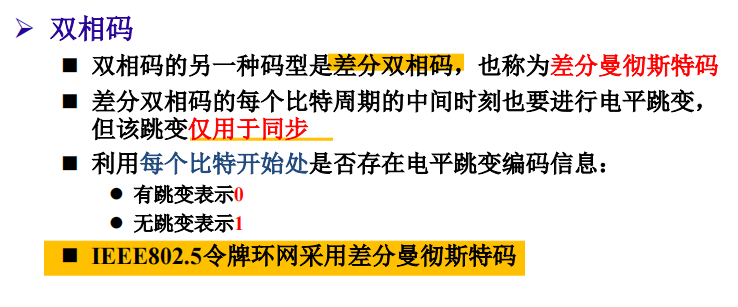 双相码
双相码的另一种码型是差分双相码，也称为差分曼彻斯特码
差分双相码的每个比特周期的中间时刻也要进行电平跳变，
但该跳变仅用于同步
利用每个比特开始处是否存在电平跳变编码信息：
有跳变表示0
无跳变表示1
IEEE802.5令牌环网采用差分曼彻斯特码